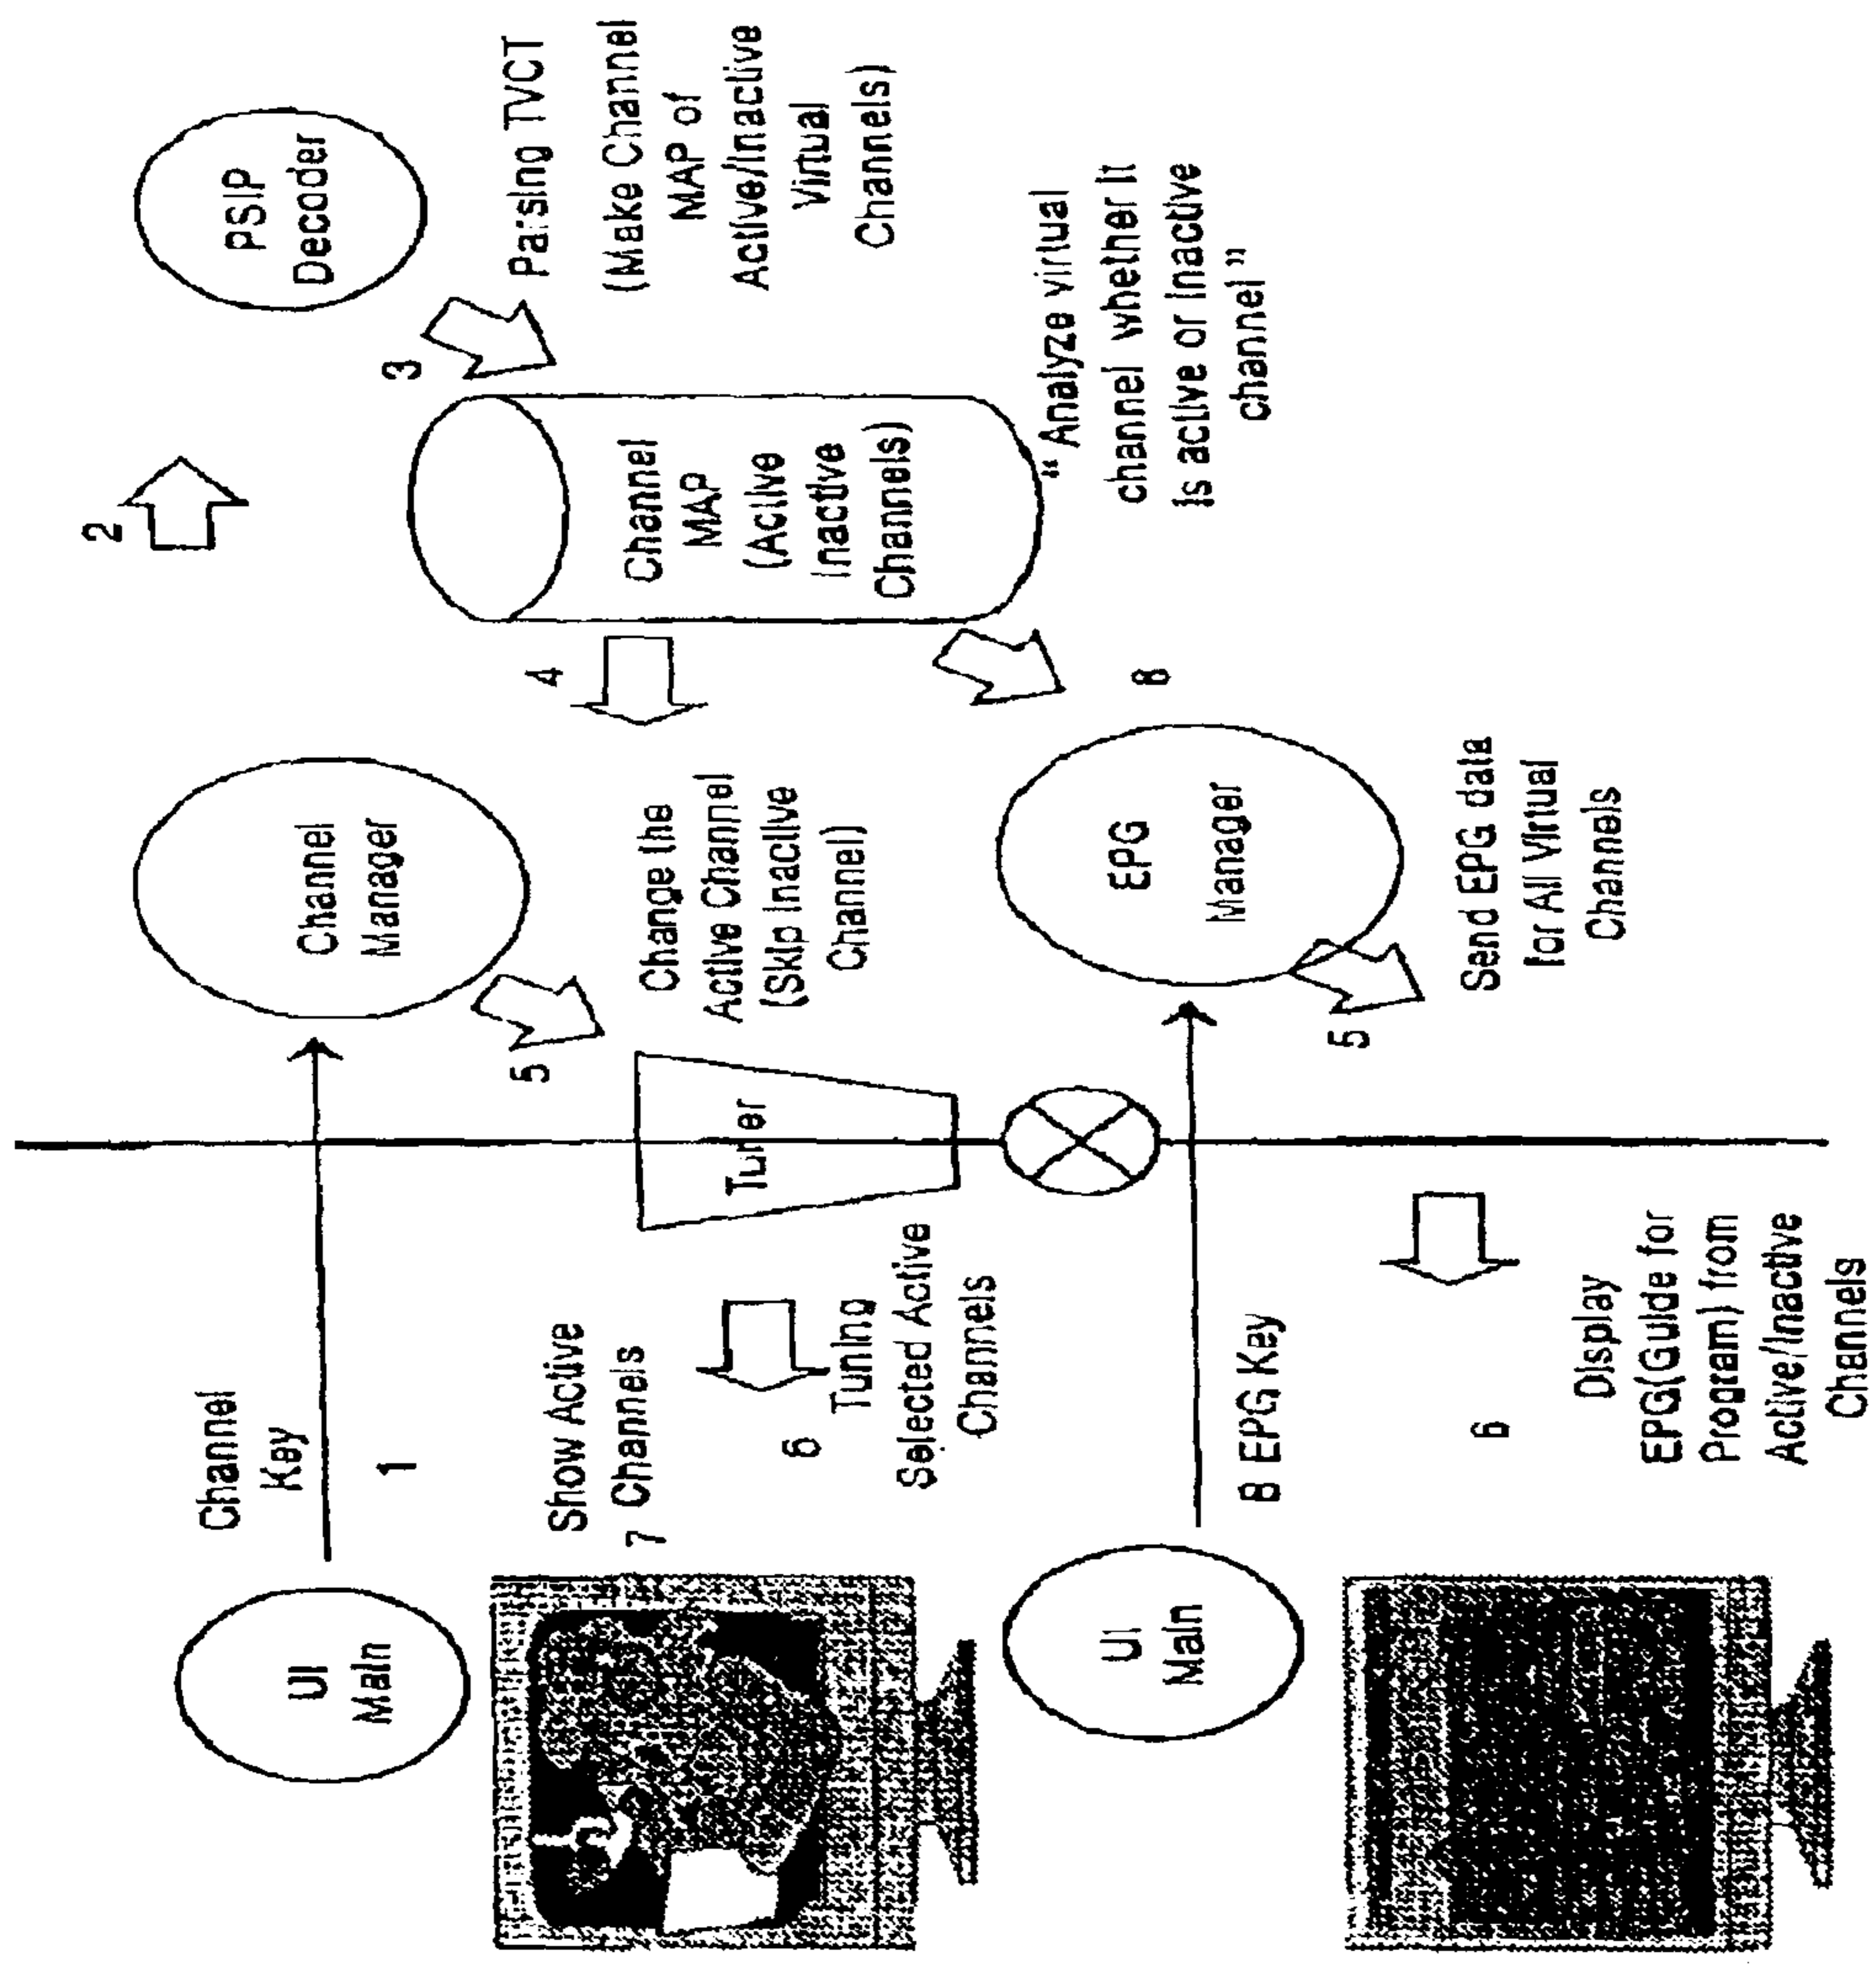 UI
Main
Channel
Key
1
Channel
Manager
2
PSIP
Decoder
3
Parsing TVCT
(Make Channel
MAP of
Active/Inactive
Virtual
Channels)
Channel
MAP
(Active
Inactive
Channels)
4
5
Change the
Active Channel
(Skip Inactive
Channel)
Tuner
6
Tuning
Selected Active
Channels
Show Active
7 Channels
"Analyze virtual
channel whether it
is active or inactive
channel"
8
UI
Main
8 EPG Key
EPG
Manager
5
Send EPG data
for All Virtual
Channels
6
Display
EPG(Guide for
Program) from
Active/Inactive
Channels